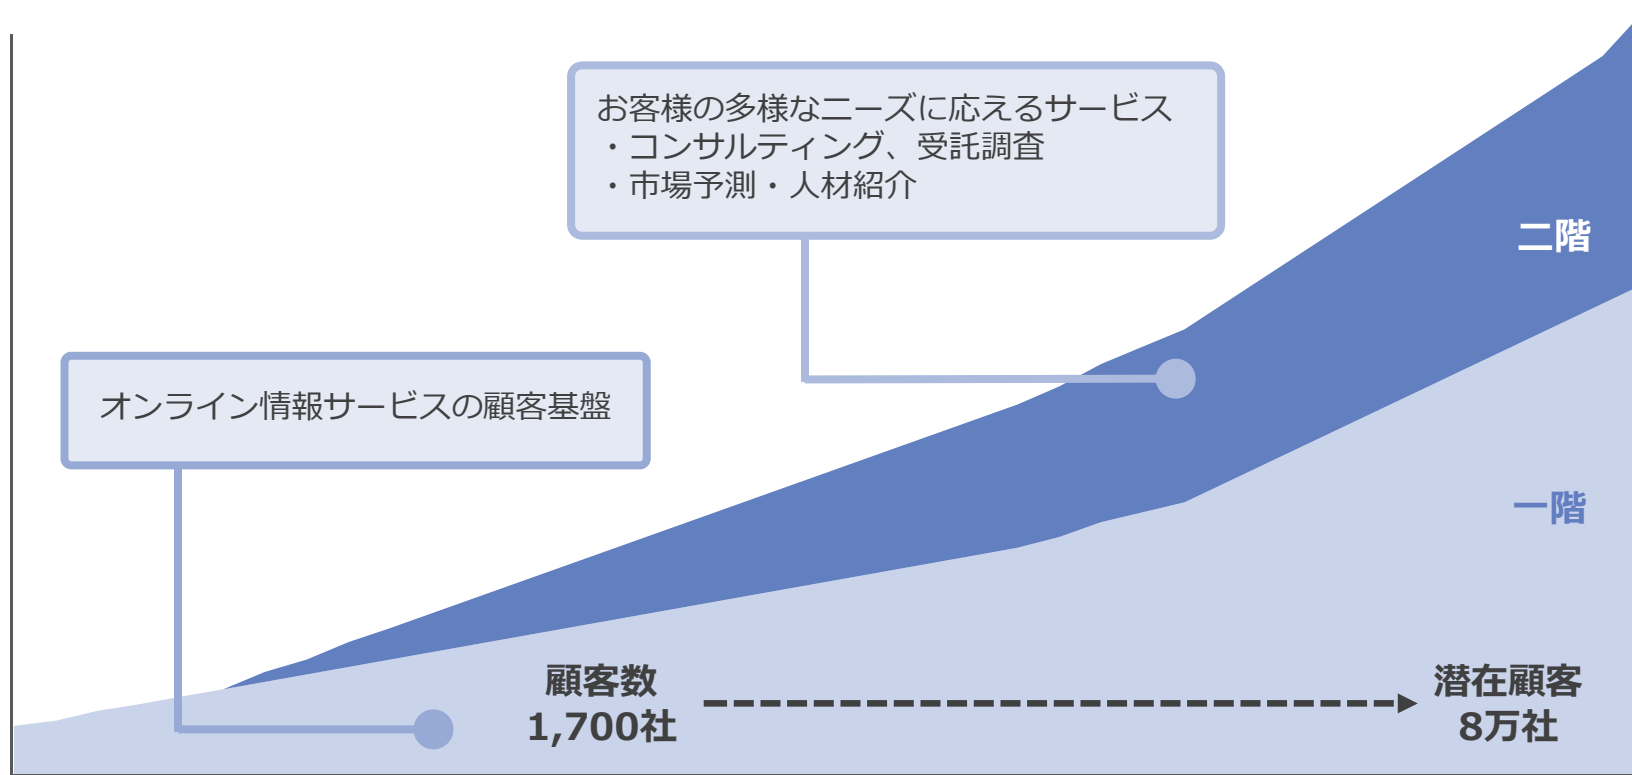 お客様の多様なニーズに応えるサービス
・コンサルティング、受託調査
・市場予測・人材紹介
二階
オンライン情報サービスの顧客基盤
一階
顧客数
1,700社
潜在顧客
8万社